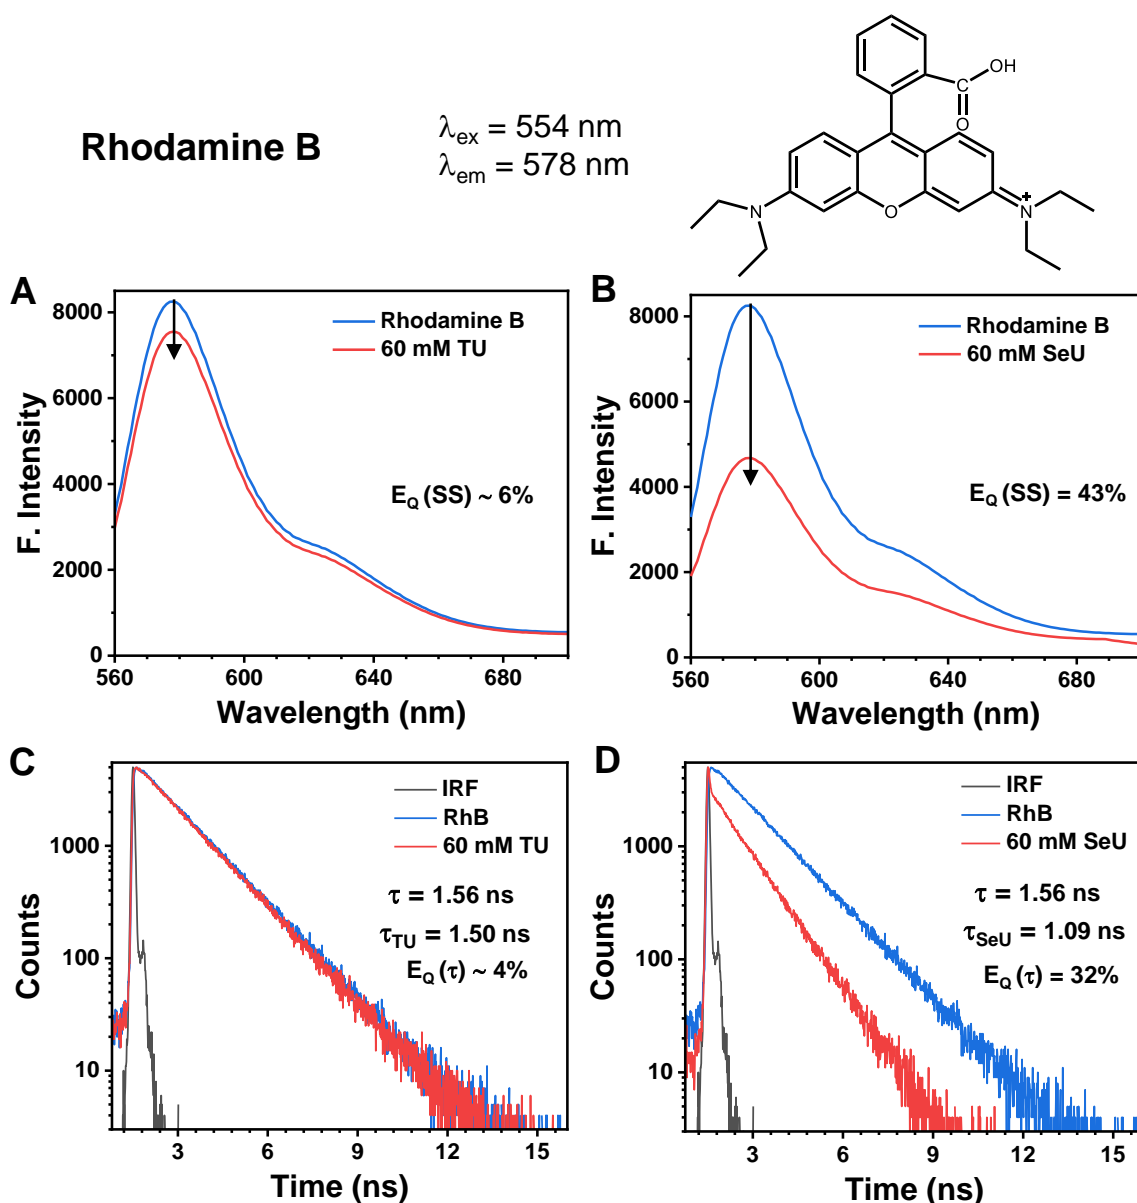 Rhodamine B
λex = 554 nm
λem = 578 nm
C
OH
O
N
O
N
+
A
8000
6000
4000
2000
0
560
600
640
680
F. Intensity
Wavelength (nm)
Rhodamine B
60 mM TU
EQ (SS) ~ 6%
B
8000
6000
4000
2000
0
560
600
640
680
F. Intensity
Wavelength (nm)
Rhodamine B
60 mM SeU
EQ (SS) = 43%
C
1000
100
10
3
6
9
12
15
Counts
Time (ns)
IRF
RhB
60 mM TU
τ = 1.56 ns
τTU = 1.50 ns
EQ (τ) ~ 4%
D
1000
100
10
3
6
9
12
15
Counts
Time (ns)
IRF
RhB
60 mM SeU
τ = 1.56 ns
τSeU = 1.09 ns
EQ (τ) = 32%